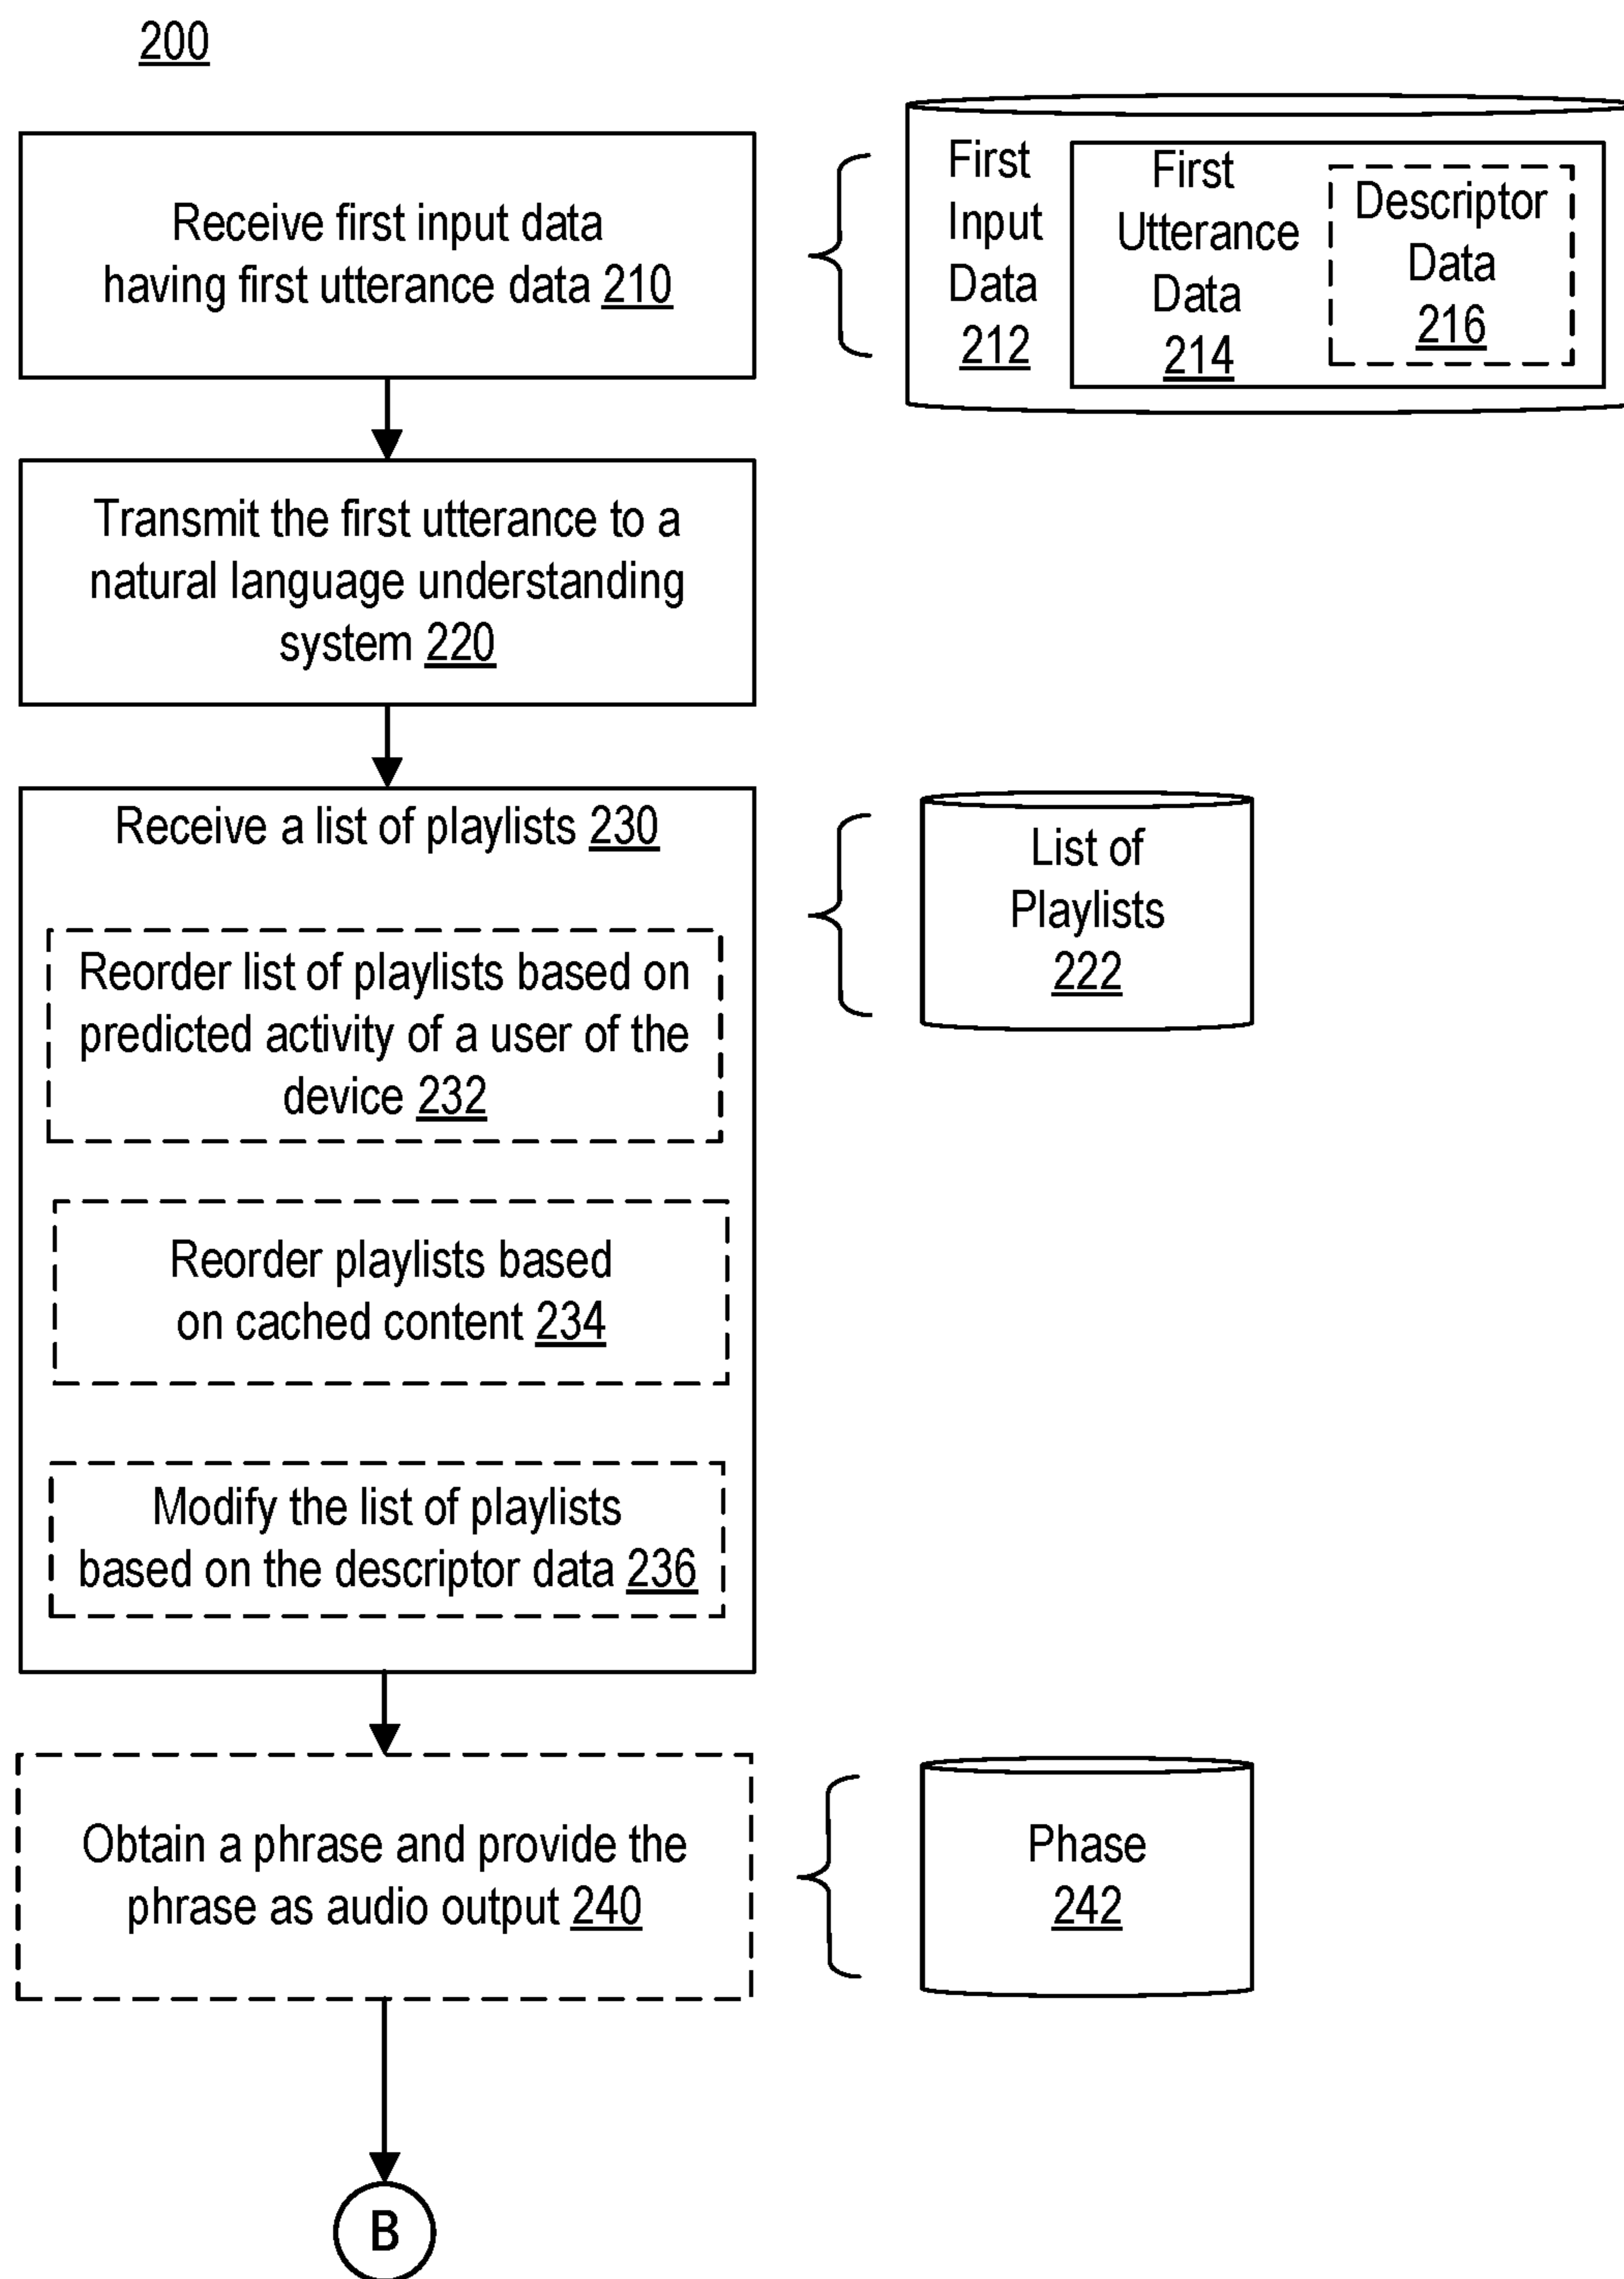 200
Receive first input data
having first utterance data 210
First
Input
Data
212
First
Utterance
Data
214
Descriptor
Data
216
Transmit the first utterance to a
natural language understanding
system 220
Receive a list of playlists 230
List of
Playlists
222
Reorder list of playlists based on
predicted activity of a user of the
device 232
Reorder playlists based
on cached content 234
Modify the list of playlists
based on the descriptor data 236
Obtain a phrase and provide the
phrase as audio output 240
Phase
242
B